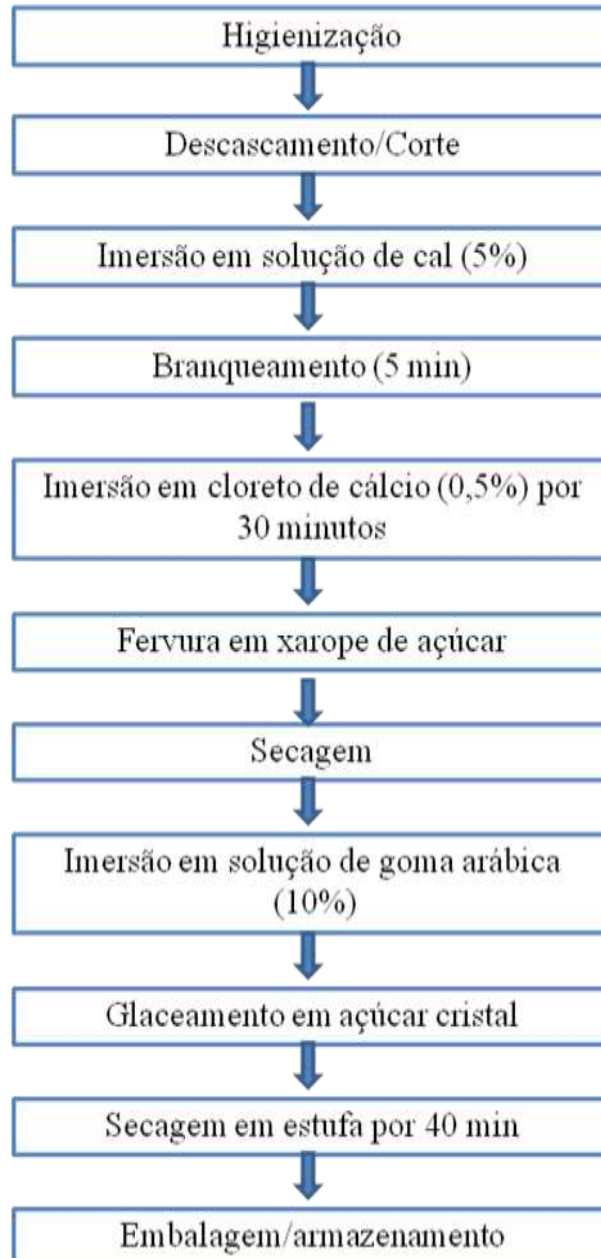 Higienização
Descascamento/Corte
Imersão em solução de cal (5%)
Branqueamento (5 min)
Imersão em cloreto de cálcio (0,5%) por
30 minutos
Fervura em xarope de açúcar
Secagem
Imersão em solução de goma arábica
(10%)
Glaceamento em açúcar cristal
Secagem em estufa por 40 min
Embalagem/armazenamento